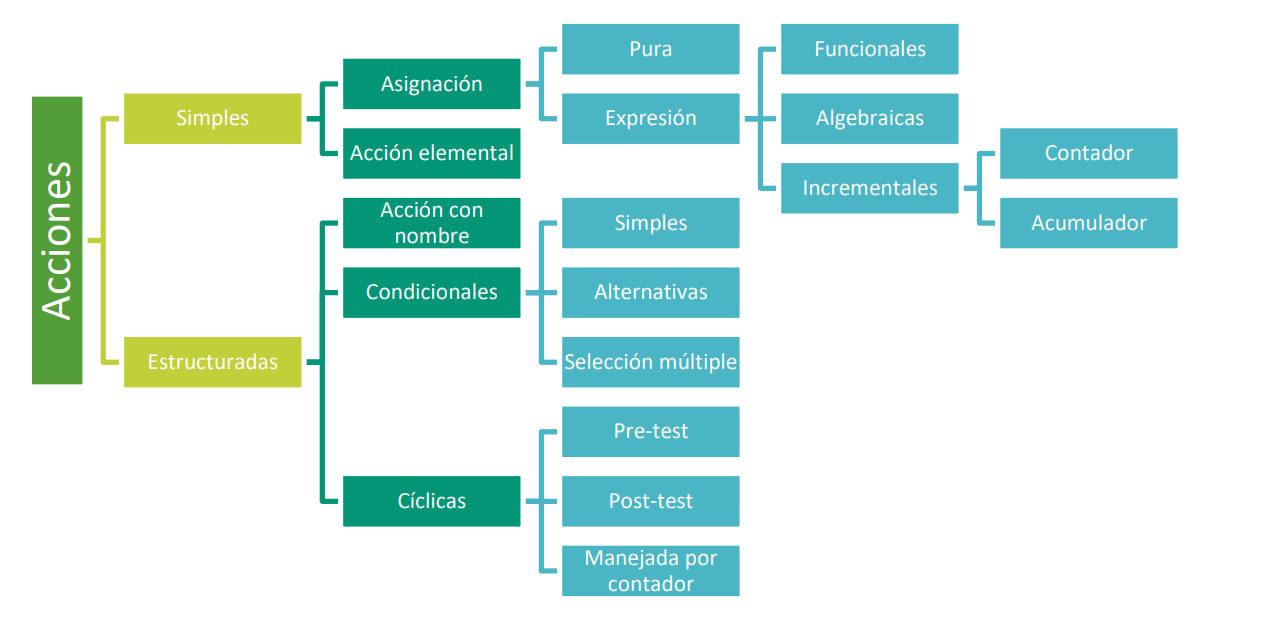 Acciones
Simples
Asignación
Pura
Expresión
Funcionales
Algebraicas
Incrementales
Contador
Acumulador
Acción elemental
Estructuradas
Acción con
nombre
Condicionales
Simples
Alternativas
Selección múltiple
Cíclicas
Pre-test
Post-test
Manejada por
contador